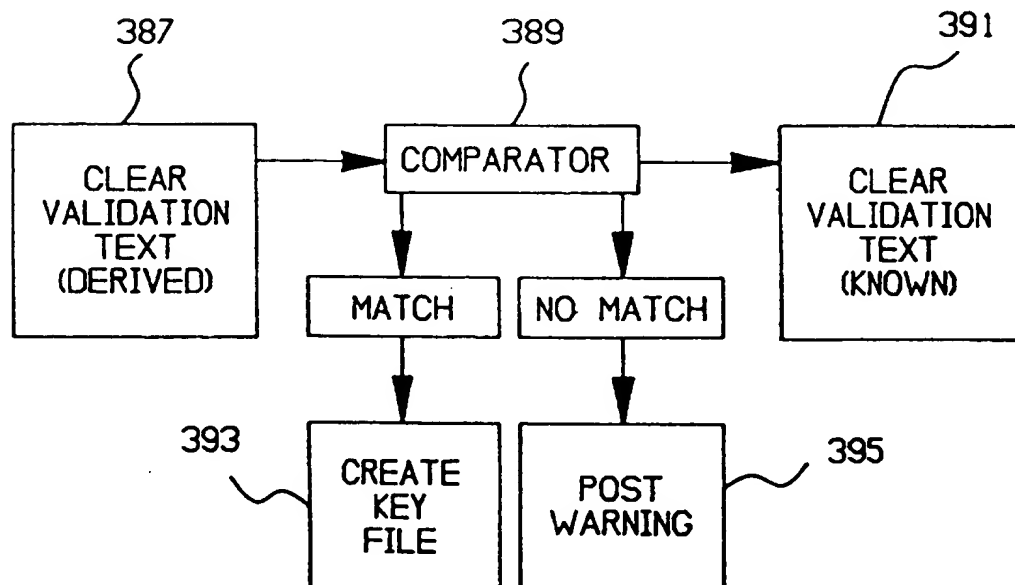 387
389
391
CLEAR
VALIDATION
TEXT
(DERIVED)
COMPARATOR
CLEAR
VALIDATION
TEXT
(KNOWN)
MATCH
NO MATCH
393
CREATE
KEY
FILE
POST
WARNING
395